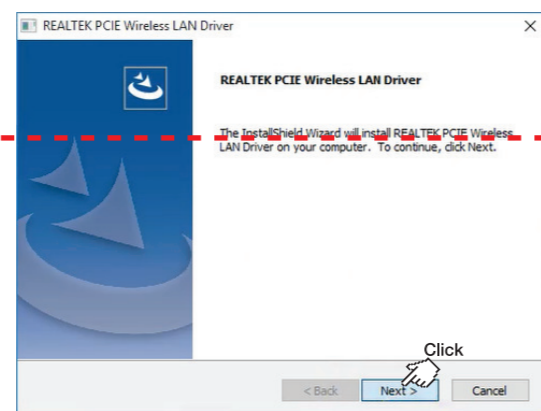 REALTEK PCIE Wireless LAN Driver
REALTEK PCIE Wireless LAN Driver
The InstallShield Wizard will install REALTEK PCIE Wireless
LAN Driver on your computer. To continue, click Next.
Click
< Back Next > Cancel